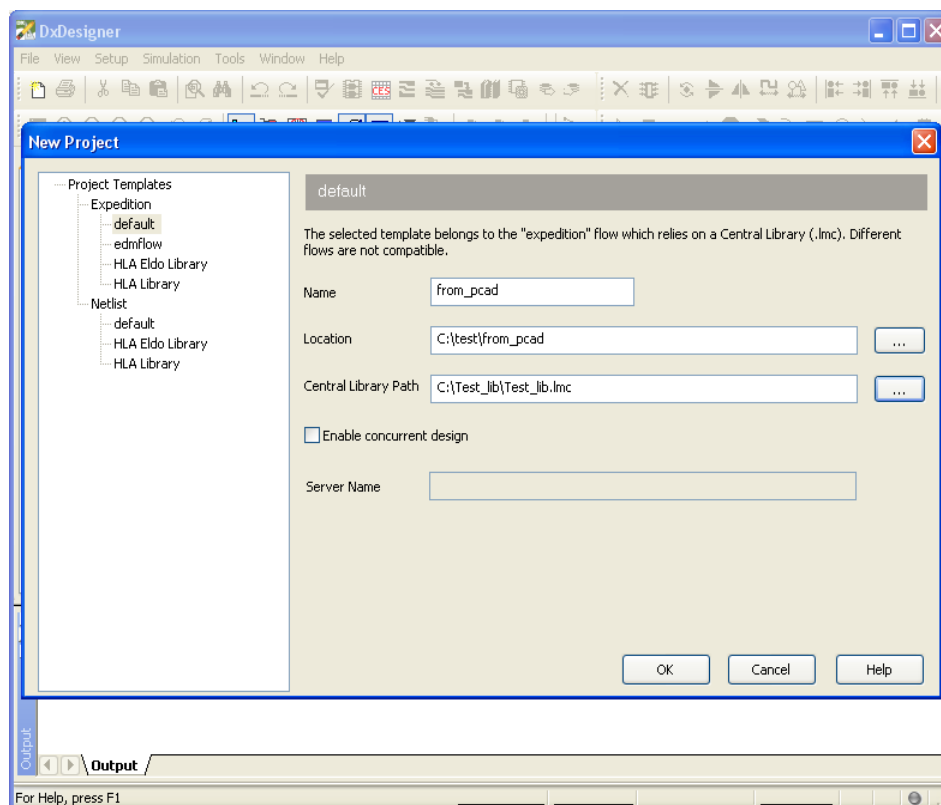 DxDesigner
File View Setup Simulation Tools Window Help
CES
New Project
Project Templates
Expedition
default
edmflow
HLA Eldo Library
HLA Library
Netlist
default
HLA Eldo Library
HLA Library
default
The selected template belongs to the "expedition" flow which relies on a Central Library (.lmc). Different
flows are not compatible.
Name from_pcad
Location C:\test\from_pcad ...
Central Library Path C:\Test_lib\Test_lib.lmc ...
Enable concurrent design
Server Name
OK Cancel Help
Output
Output
For Help, press F1